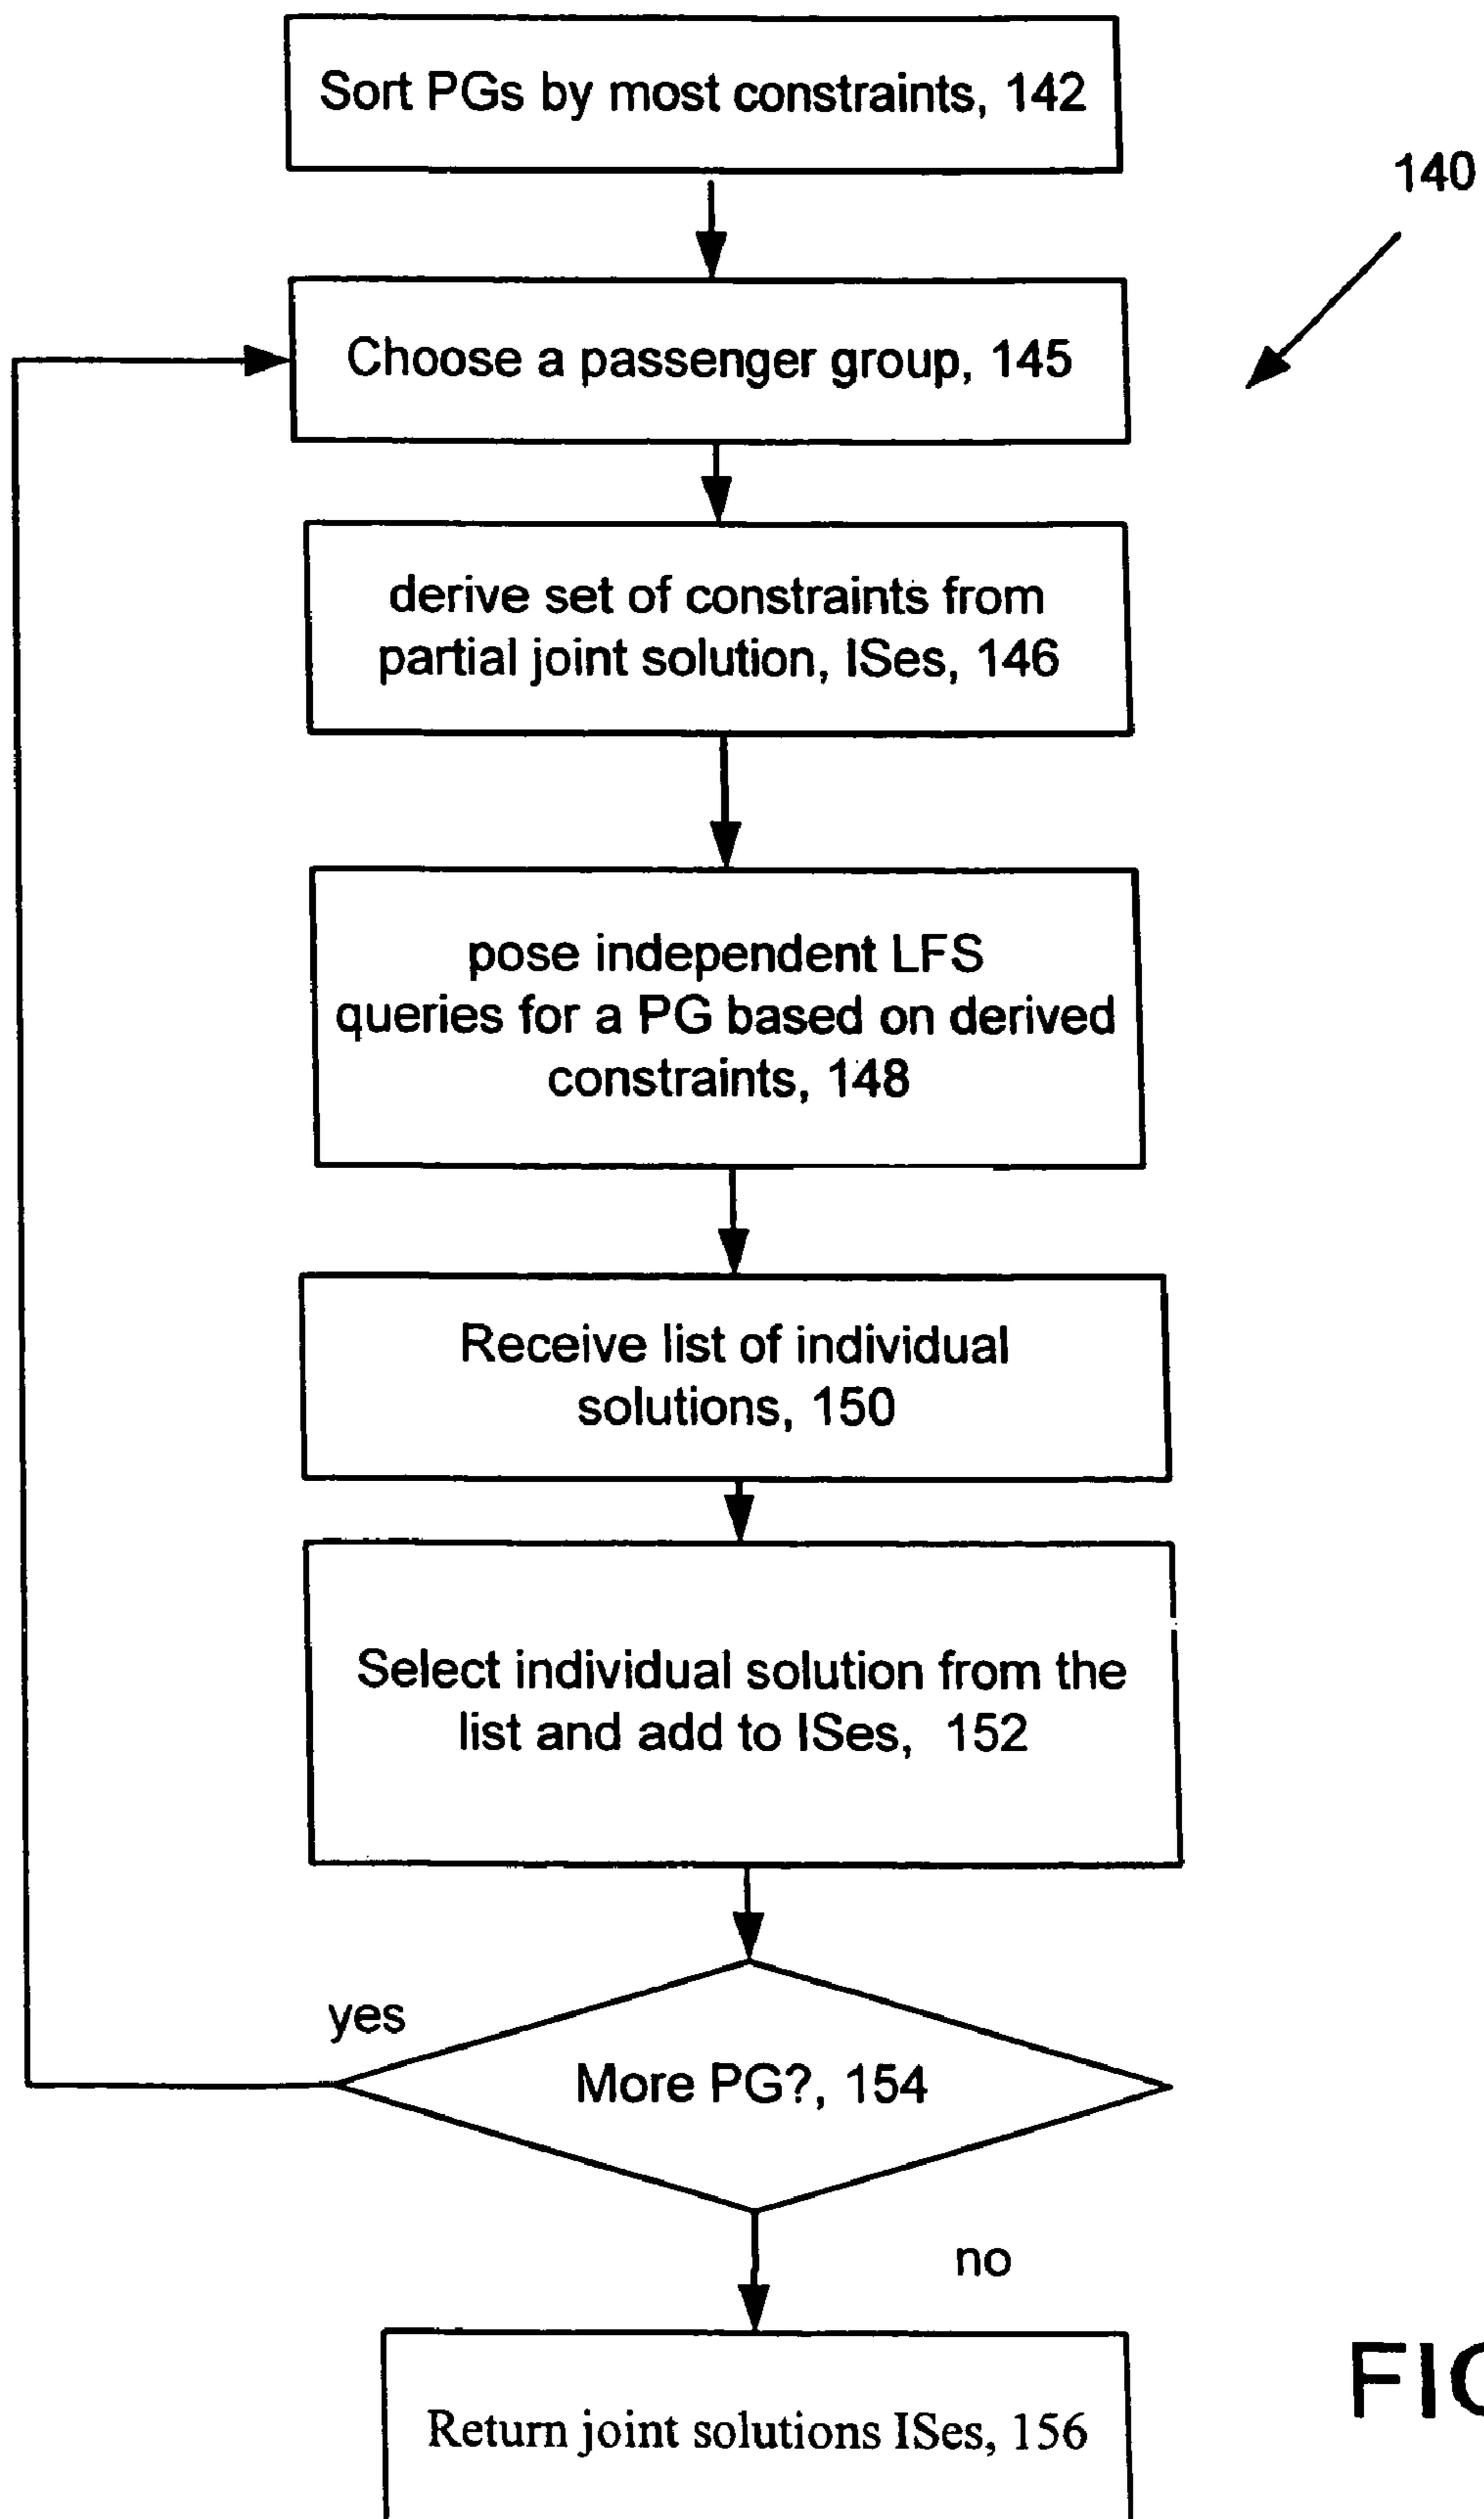 Sort PGs by most constraints, 142
140
Choose a passenger group, 145
derive set of constraints from
partial joint solution, ISes, 146
pose independent LFS
queries for a PG based on derived
constraints, 148
Receive list of individual
solutions, 150
Select individual solution from the
list and add to ISes, 152
yes
More PG?, 154
no
Return joint solutions ISes, 156